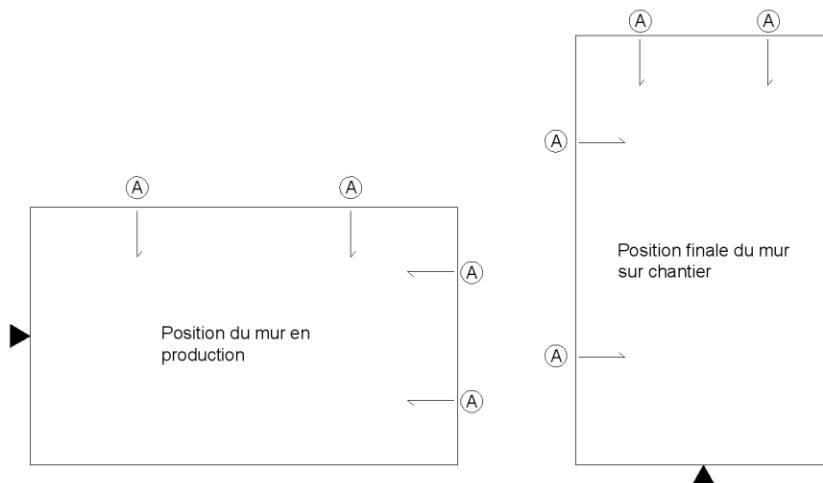 A A
A A
A
Position finale du mur
sur chantier
A
Position du mur en
production
A
A